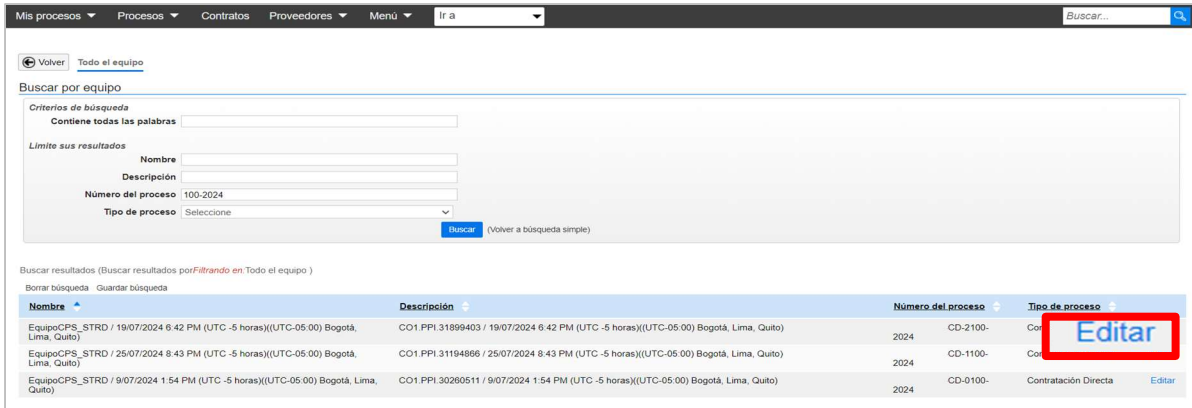 Mis procesos Procesos Contratos Proveedores Menú Ir a Buscar...
Volver Todo el equipo
Buscar por equipo
Criterios de búsqueda
Contiene todas las palabras
Limite sus resultados
Nombre
Descripción
Número del proceso 100-2024
Tipo de proceso Seleccione
Buscar (Volver a búsqueda simple)
Buscar resultados (Buscar resultados porFiltrando en:Todo el equipo )
Borrar búsqueda Guardar búsqueda
Nombre Descripción Número del proceso Tipo de proceso
EquipoCPS_STRD / 19/07/2024 6:42 PM (UTC -5 horas)((UTC-05:00) Bogotá, CO1.PPI.31899403 / 19/07/2024 6:42 PM (UTC -5 horas)((UTC-05:00) Bogotá, Lima, Quito) CD-2100- Editar
Lima, Quito) 2024
EquipoCPS_STRD / 25/07/2024 8:43 PM (UTC -5 horas)((UTC-05:00) Bogotá, CO1.PPI.31194866 / 25/07/2024 8:43 PM (UTC -5 horas)((UTC-05:00) Bogotá, Lima, Quito) CD-1100-
Lima, Quito) 2024
EquipoCPS_STRD / 9/07/2024 1:54 PM (UTC -5 horas)((UTC-05:00) Bogotá, Lima, CO1.PPI.30260511 / 9/07/2024 1:54 PM (UTC -5 horas)((UTC-05:00) Bogotá, Lima, Quito) CD-0100- Contratación Directa Editar
Quito) 2024